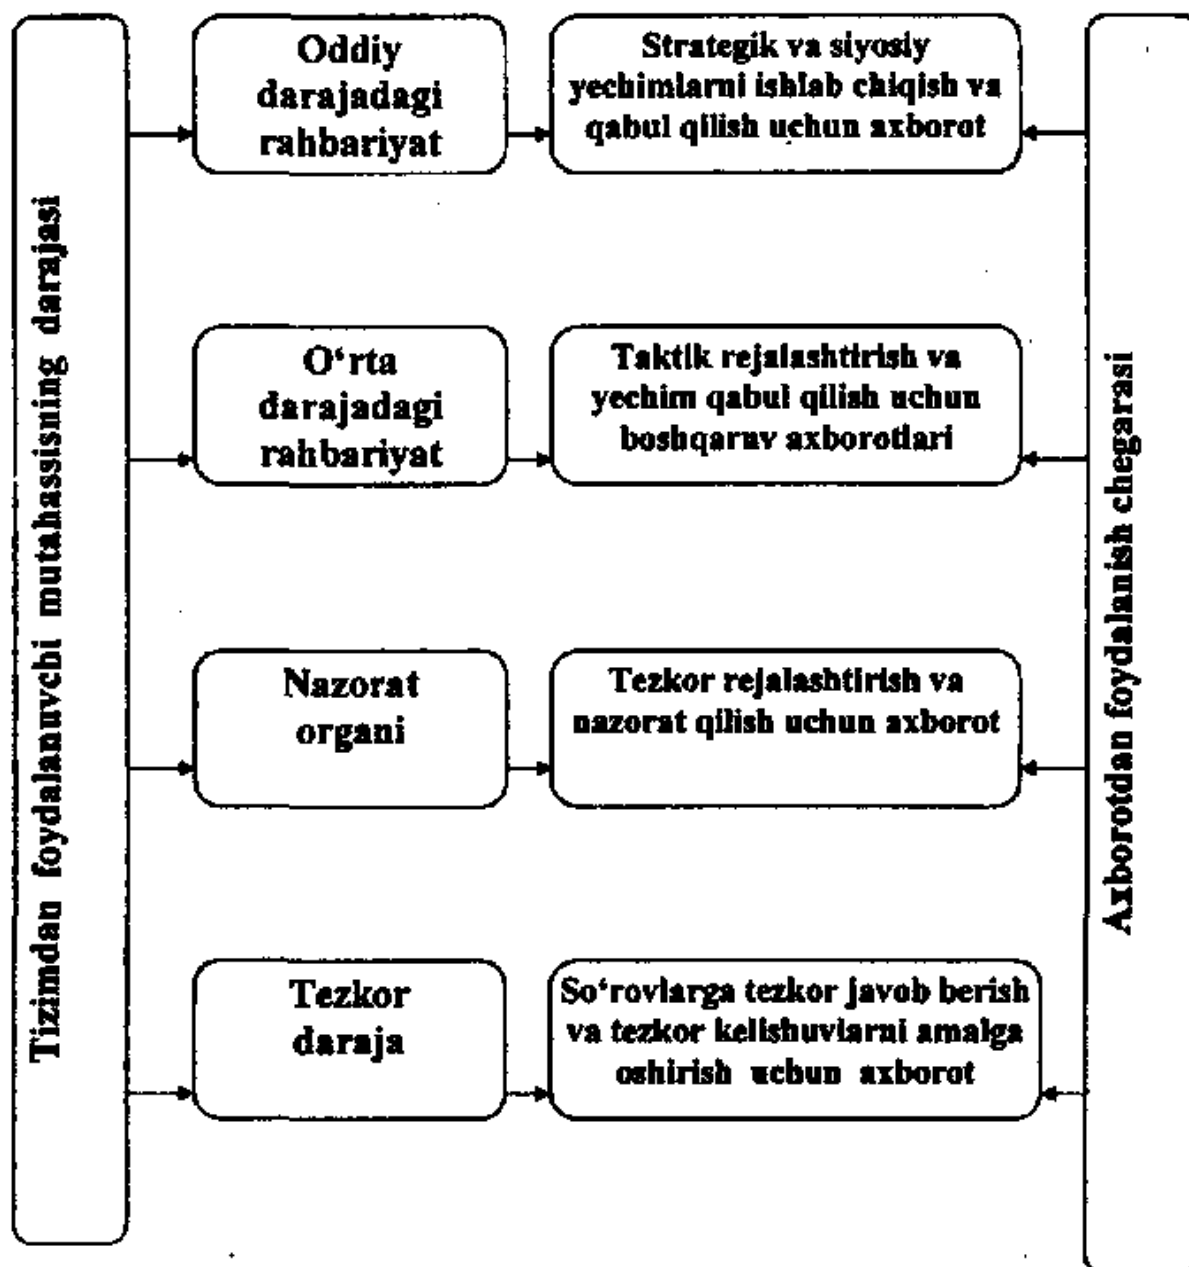 Tizimdan foydalanuvchi mutahassisning darajasi
Oddiy
darajadagi
rahbariyat
Strategik va siyosiy
yechimlarni ishlab chiqish va
qabul qilish uchun axborot
O‘rta
darajadagi
rahbariyat
Taktik rejalashtirish va
yechim qabul qilish uchun
boshqaruv axborotlari
Nazorat
organi
Tezkor rejalashtirish va
nazorat qilish uchun axborot
Tezkor
daraja
So‘rovlarga tezkor javob berish
va tezkor kelishuvlarni amalga
oshirish uchun axborot
Axborotdan foydalanish chegarasi